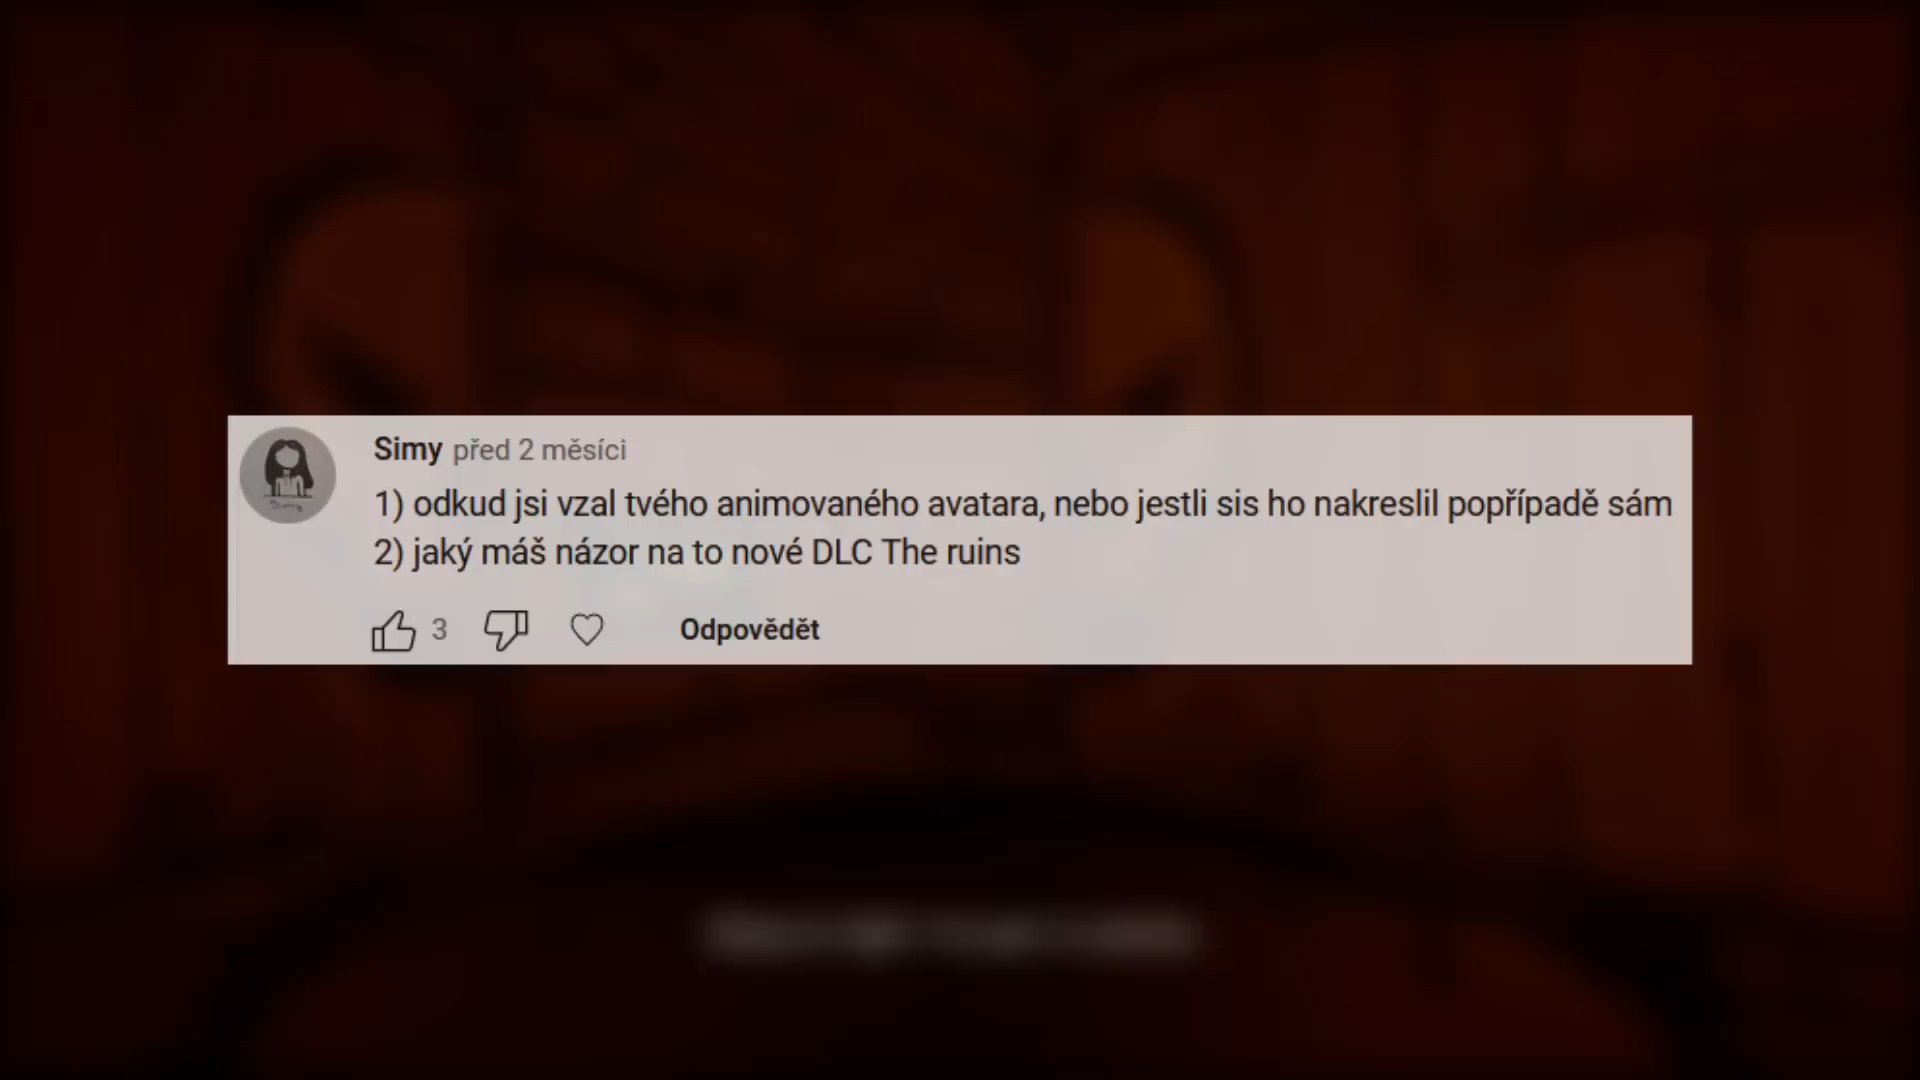 Simy před 2 měsíci
1) odkud jsi vzal tvého animovaného avatara, nebo jestli sis ho nakreslil popřípadě sám
2) jaký máš názor na to nové DLC The ruins
3 Odpovědět